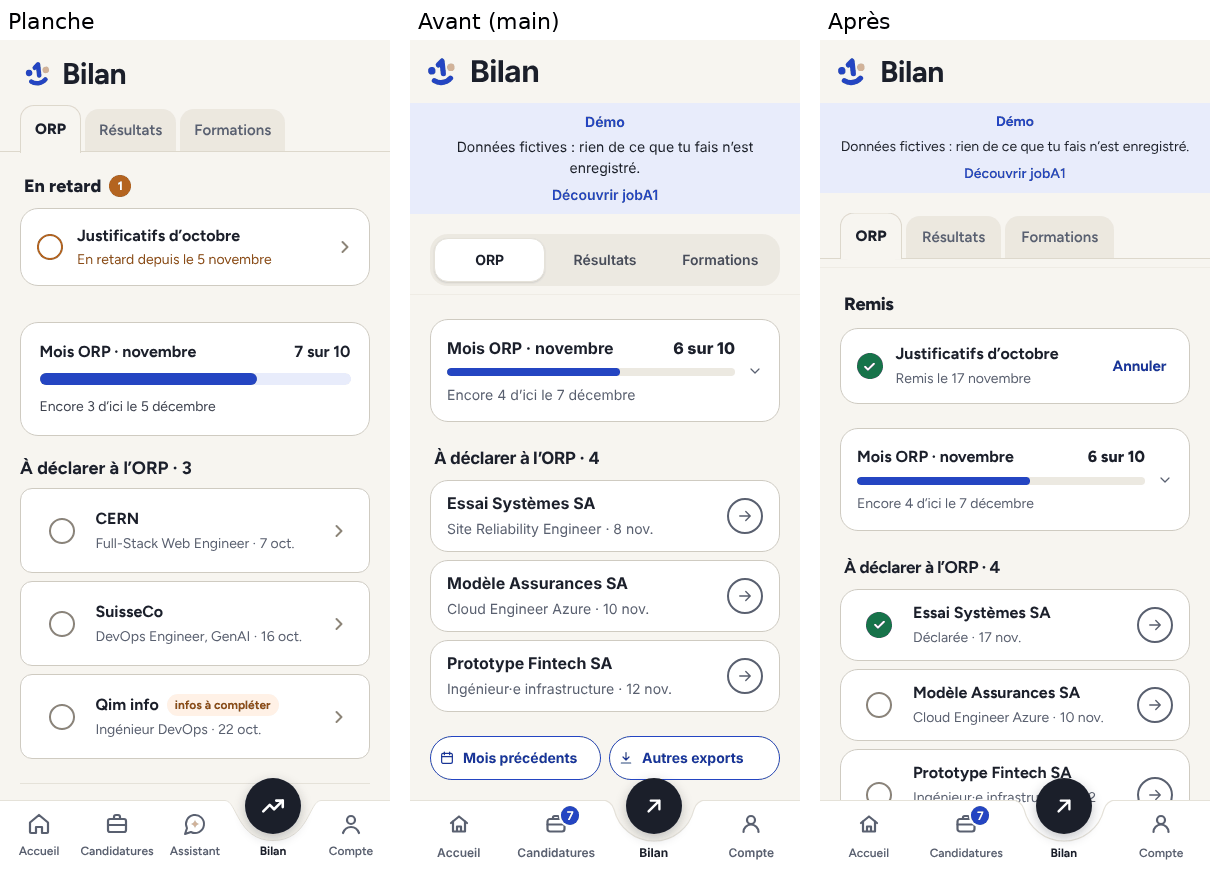 Planche
Bilan
ORP
Résultats
Formations
En retard 1
Justificatifs d’octobre
En retard depuis le 5 novembre
Mois ORP · novembre 7 sur 10
Encore 3 d’ici le 5 décembre
À déclarer à l’ORP · 3
CERN
Full-Stack Web Engineer · 7 oct.
SuisseCo
DevOps Engineer, GenAI · 16 oct.
Qim info infos à compléter
Ingénieur DevOps · 22 oct.
Accueil
Candidatures
Assistant
Bilan
Compte
Avant (main)
Bilan
Démo
Données fictives : rien de ce que tu fais n’est
enregistré.
Découvrir jobA1
ORP
Résultats
Formations
Mois ORP · novembre 6 sur 10
Encore 4 d’ici le 7 décembre
À déclarer à l’ORP · 4
Essai Systèmes SA
Site Reliability Engineer · 8 nov.
Modèle Assurances SA
Cloud Engineer Azure · 10 nov.
Prototype Fintech SA
Ingénieur·e infrastructure · 12 nov.
Mois précédents
Autres exports
7
Accueil
Candidatures
Bilan
Compte
Après
Bilan
Démo
Données fictives : rien de ce que tu fais n’est enregistré.
Découvrir jobA1
ORP
Résultats
Formations
Remis
Justificatifs d’octobre
Remis le 17 novembre
Annuler
Mois ORP · novembre 6 sur 10
Encore 4 d’ici le 7 décembre
À déclarer à l’ORP · 4
Essai Systèmes SA
Déclarée · 17 nov.
Modèle Assurances SA
Cloud Engineer Azure · 10 nov.
Prototype Fintech SA
Ingénieur·e
7
Accueil
Candidatures
Bilan
Compte